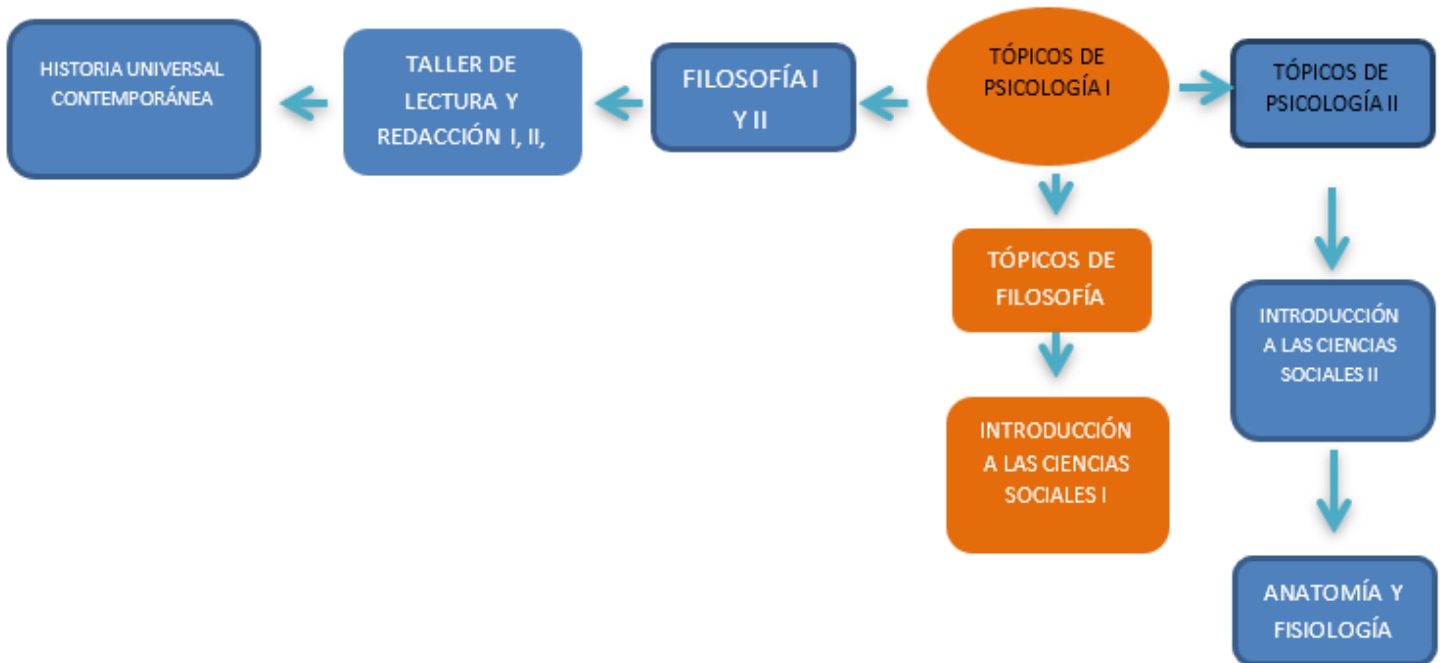 HISTORIA UNIVERSAL
CONTEMPORÁNEA
TALLER DE
LECTURA Y
REDACCIÓN I, II,
FILOSOFÍA I
Y II
TÓPICOS DE
PSICOLOGÍA I
TÓPICOS DE
PSICOLOGÍA II
TÓPICOS DE
FILOSOFÍA
INTRODUCCIÓN
A LAS CIENCIAS
SOCIALES II
INTRODUCCIÓN
A LAS CIENCIAS
SOCIALES I
ANATOMÍA Y
FISIOLOGÍA